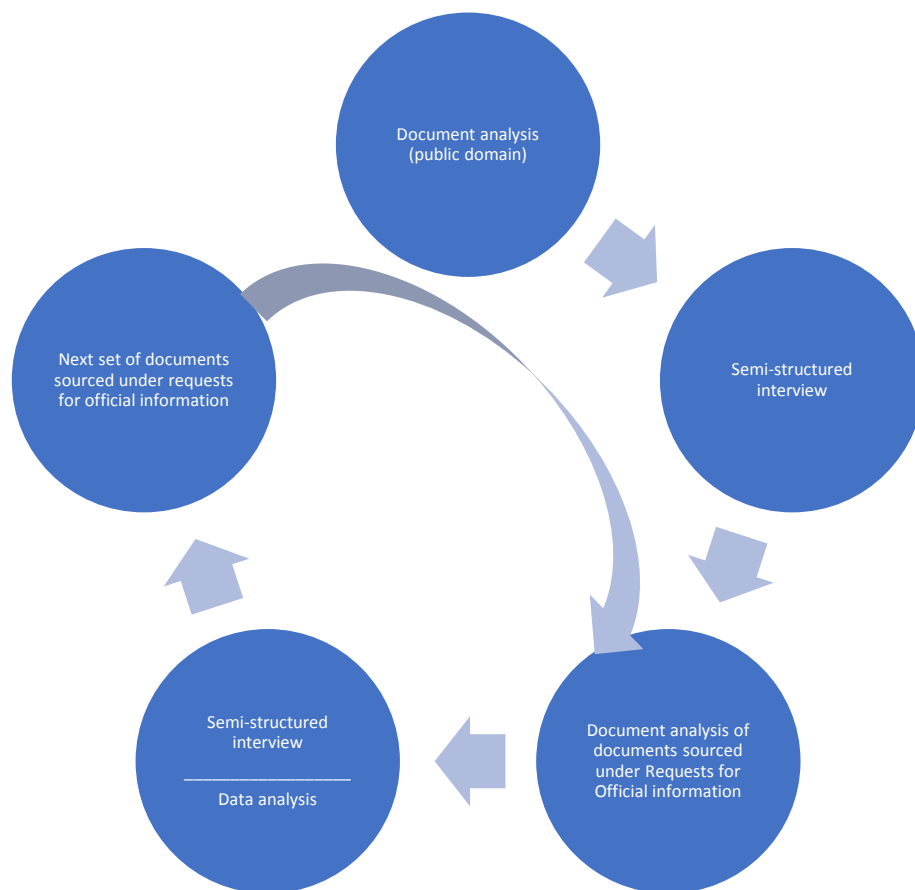 Document analysis
(public domain)
Semi-structured
interview
Document analysis of
documents sourced
under Requests for
Official information
Semi-structured
interview
___________________
Data analysis
Next set of documents
sourced under requests
for official information